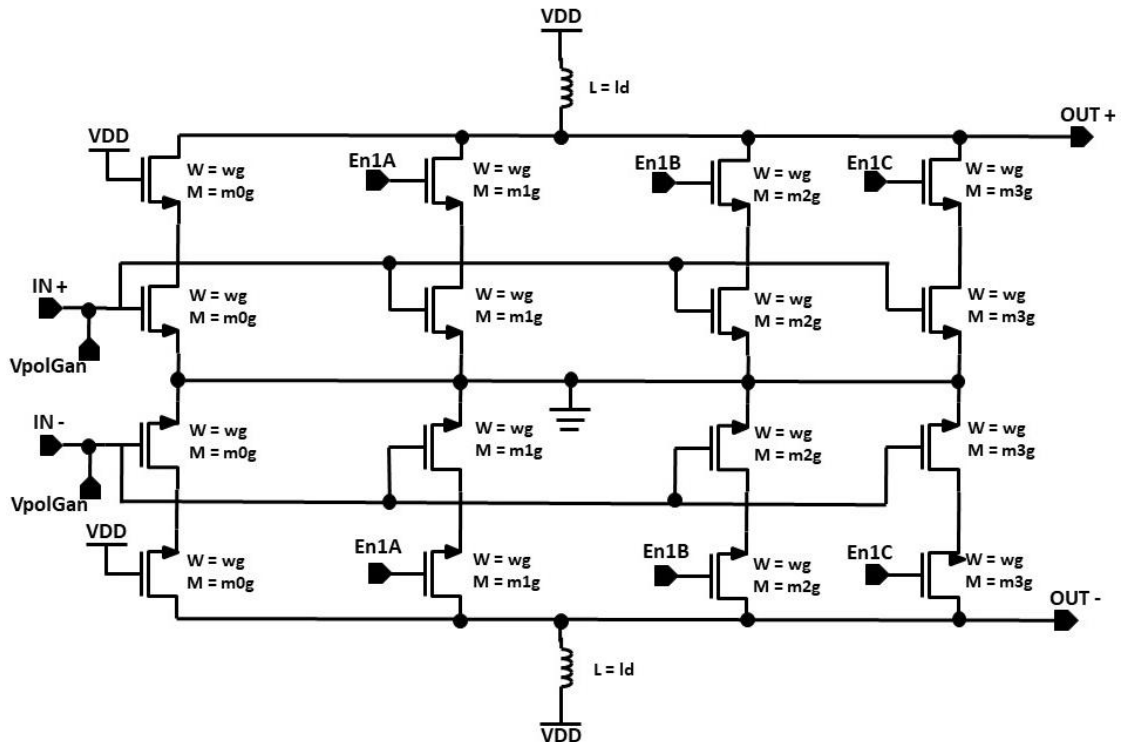 VDD
L = ld
OUT +
VDD
W = wg
M = m0g
En1A
W = wg
M = m1g
En1B
W = wg
M = m2g
En1C
W = wg
M = m3g
IN +
W = wg
M = m0g
W = wg
M = m1g
W = wg
M = m2g
W = wg
M = m3g
VpolGan
IN -
W = wg
M = m0g
W = wg
M = m1g
W = wg
M = m2g
W = wg
M = m3g
VpolGan
VDD
W = wg
M = m0g
En1A
W = wg
M = m1g
En1B
W = wg
M = m2g
En1C
W = wg
M = m3g
OUT -
L = ld
VDD